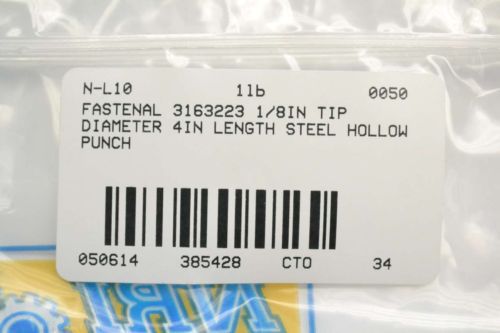 N-L10 1lb 0050
FASTENAL 3163223 1/8IN TIP
DIAMETER 4IN LENGTH STEEL HOLLOW
PUNCH
050614 385428 CTO 34